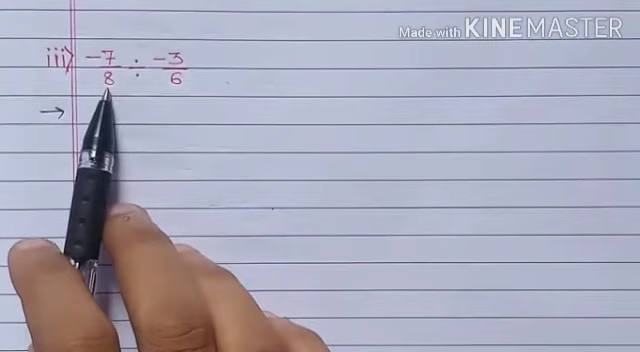 Made with KINEMASTER
iii) -7/8 ÷ -3/6
→